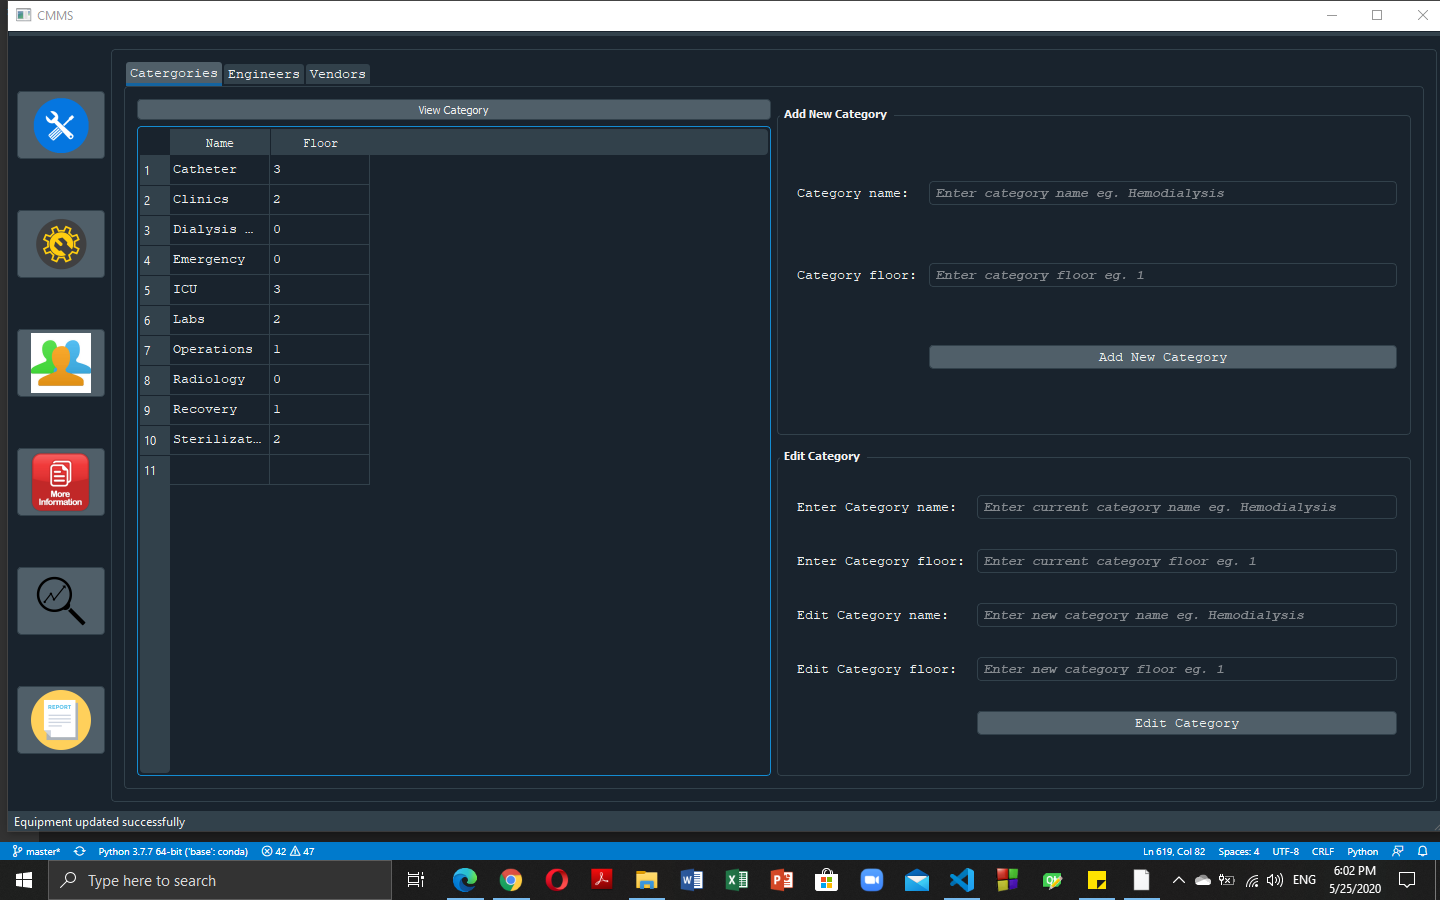 CMMS
Catergories Engineers Vendors
View Category
Name Floor
1 Catheter 3
2 Clinics 2
3 Dialysis ... 0
4 Emergency 0
5 ICU 3
6 Labs 2
7 Operations 1
8 Radiology 0
9 Recovery 1
10 Sterilizat... 2
11
Add New Category
Category name: Enter category name eg. Hemodialysis
Category floor: Enter category floor eg. 1
Add New Category
Edit Category
Enter Category name: Enter current category name eg. Hemodialysis
Enter Category floor: Enter current category floor eg. 1
Edit Category name: Enter new category name eg. Hemodialysis
Edit Category floor: Enter new category floor eg. 1
Edit Category
More
Information
REPORT
Equipment updated successfully
master* Python 3.7.7 64-bit ('base': conda) 42 47 Ln 619, Col 82 Spaces: 4 UTF-8 CRLF Python
Type here to search
ENG
6:02 PM
5/25/2020